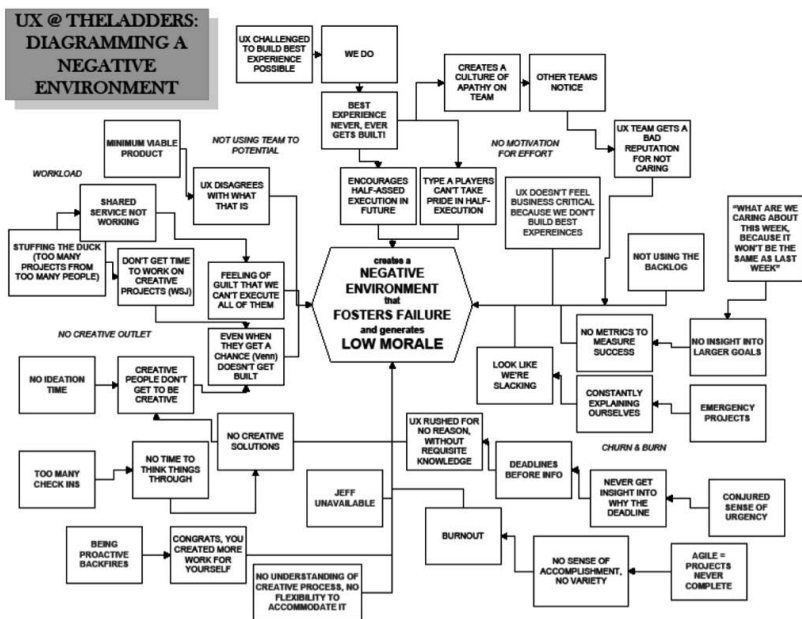 UX @ THELADDERS:
DIAGRAMMING A
NEGATIVE
ENVIRONMENT
UX CHALLENGED
TO BUILD BEST
EXPERIENCE
POSSIBLE
WE DO
CREATES A
CULTURE OF
APATHY ON
TEAM
OTHER TEAMS
NOTICE
BEST
EXPERIENCE
NEVER, EVER
GETS BUILT!
UX TEAM GETS A
BAD
REPUTATION
FOR NOT
CARING
MINIMUM VIABLE
PRODUCT
NOT USING TEAM TO
POTENTIAL
NO MOTIVATION
FOR EFFORT
WORKLOAD
UX DISAGREES
WITH WHAT
THAT IS
ENCOURAGES
HALF-ASSED
EXECUTION IN
FUTURE
TYPE A PLAYERS
CAN'T TAKE
PRIDE IN HALF-
EXECUTION
UX DOESN'T FEEL
BUSINESS CRITICAL
BECAUSE WE DON'T
BUILD BEST
EXPEREINCES
"WHAT ARE WE
CARING ABOUT
THIS WEEK,
BECAUSE IT
WON'T BE THE
SAME AS LAST
WEEK"
SHARED
SERVICE NOT
WORKING
STUFFING THE DUCK
(TOO MANY
PROJECTS FROM
TOO MANY PEOPLE)
DON'T GET TIME
TO WORK ON
CREATIVE
PROJECTS (WSJ)
FEELING OF
GUILT THAT WE
CAN'T EXECUTE
ALL OF THEM
creates a
NEGATIVE
ENVIRONMENT
that
FOSTERS FAILURE
and generates
LOW MORALE
NOT USING THE
BACKLOG
NO CREATIVE OUTLET
EVEN WHEN
THEY GET A
CHANCE (Venn)
DOESN'T GET
BUILT
NO METRICS TO
MEASURE
SUCCESS
NO INSIGHT INTO
LARGER GOALS
LOOK LIKE
WE'RE
SLACKING
NO IDEATION
TIME
CREATIVE
PEOPLE DON'T
GET TO BE
CREATIVE
CONSTANTLY
EXPLAINING
OURSELVES
EMERGENCY
PROJECTS
NO CREATIVE
SOLUTIONS
UX RUSHED FOR
NO REASON,
WITHOUT
REQUISITE
KNOWLEDGE
CHURN & BURN
TOO MANY
CHECK INS
NO TIME TO
THINK THINGS
THROUGH
DEADLINES
BEFORE INFO
NEVER GET
INSIGHT INTO
WHY THE
DEADLINE
CONJURED
SENSE OF
URGENCY
JEFF
UNAVAILABLE
BURNOUT
BEING
PROACTIVE
BACKFIRES
CONGRATS, YOU
CREATED MORE
WORK FOR
YOURSELF
NO UNDERSTANDING OF
CREATIVE PROCESS, NO
FLEXIBILITY TO
ACCOMMODATE IT
NO SENSE OF
ACCOMPLISHMENT,
NO VARIETY
AGILE =
PROJECTS
NEVER
COMPLETE